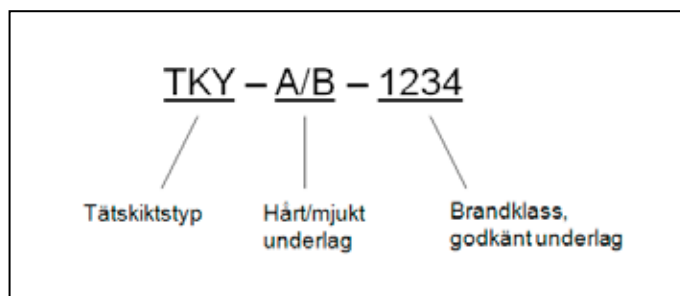 TKY – A/B – 1234
Tätskiktstyp
Hårt/mjukt
underlag
Brandklass,
godkänt underlag